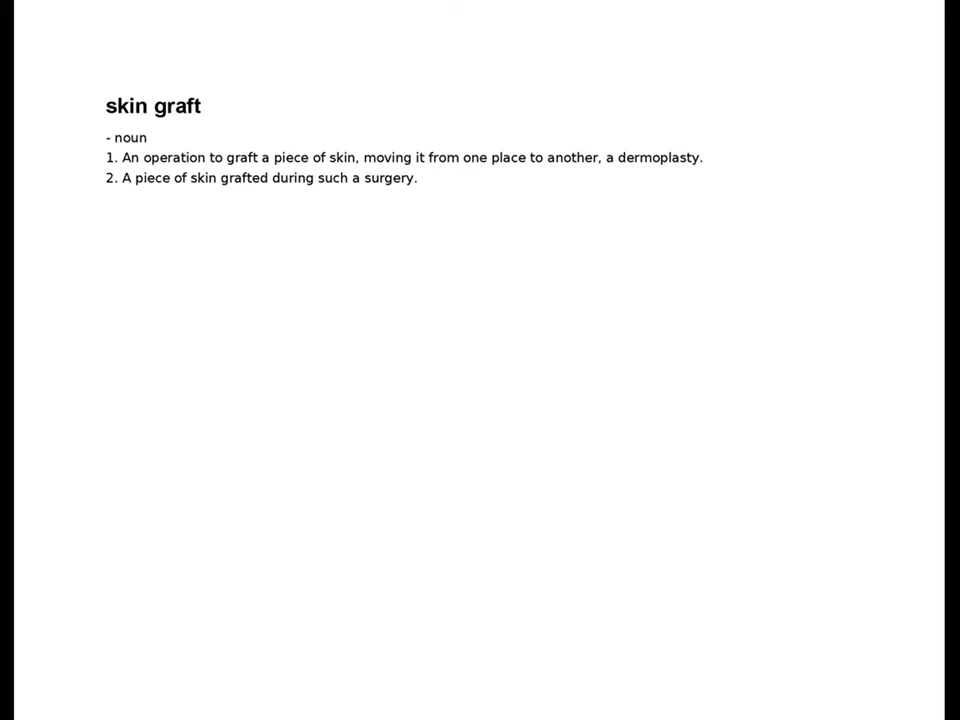 skin graft
- noun
1. An operation to graft a piece of skin, moving it from one place to another, a dermoplasty.
2. A piece of skin grafted during such a surgery.